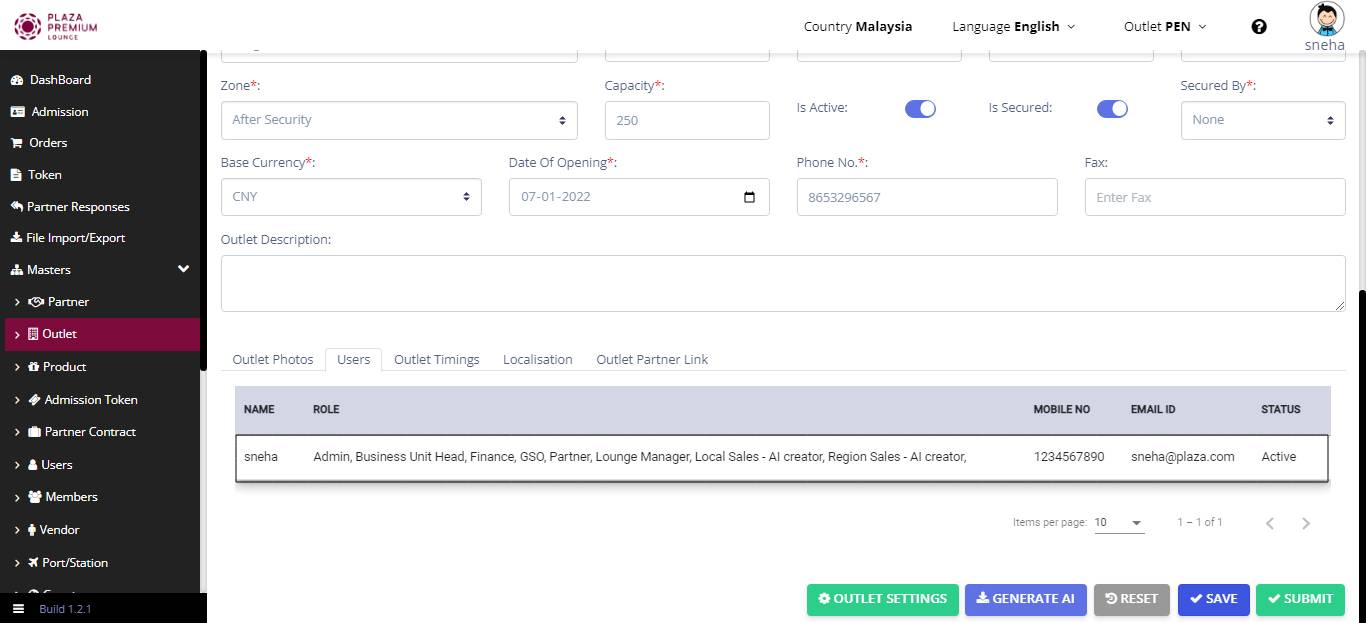 PLAZA
PREMIUM
LOUNGE
Country Malaysia
Language English
Outlet PEN
sneha
DashBoard
Admission
Orders
Token
Partner Responses
File Import/Export
Masters
Partner
Outlet
Product
Admission Token
Partner Contract
Users
Members
Vendor
Port/Station
Build 1.2.1
Zone*:
Capacity*:
Is Active:
Is Secured:
Secured By*:
After Security
250
None
Base Currency*:
Date Of Opening*:
Phone No.*:
Fax:
CNY
07-01-2022
8653296567
Enter Fax
Outlet Description:
Outlet Photos Users Outlet Timings Localisation Outlet Partner Link
NAME ROLE MOBILE NO EMAIL ID STATUS
sneha Admin, Business Unit Head, Finance, GSO, Partner, Lounge Manager, Local Sales - AI creator, Region Sales - AI creator, 1234567890 sneha@plaza.com Active
Items per page: 10 1 – 1 of 1
OUTLET SETTINGS GENERATE AI RESET SAVE SUBMIT